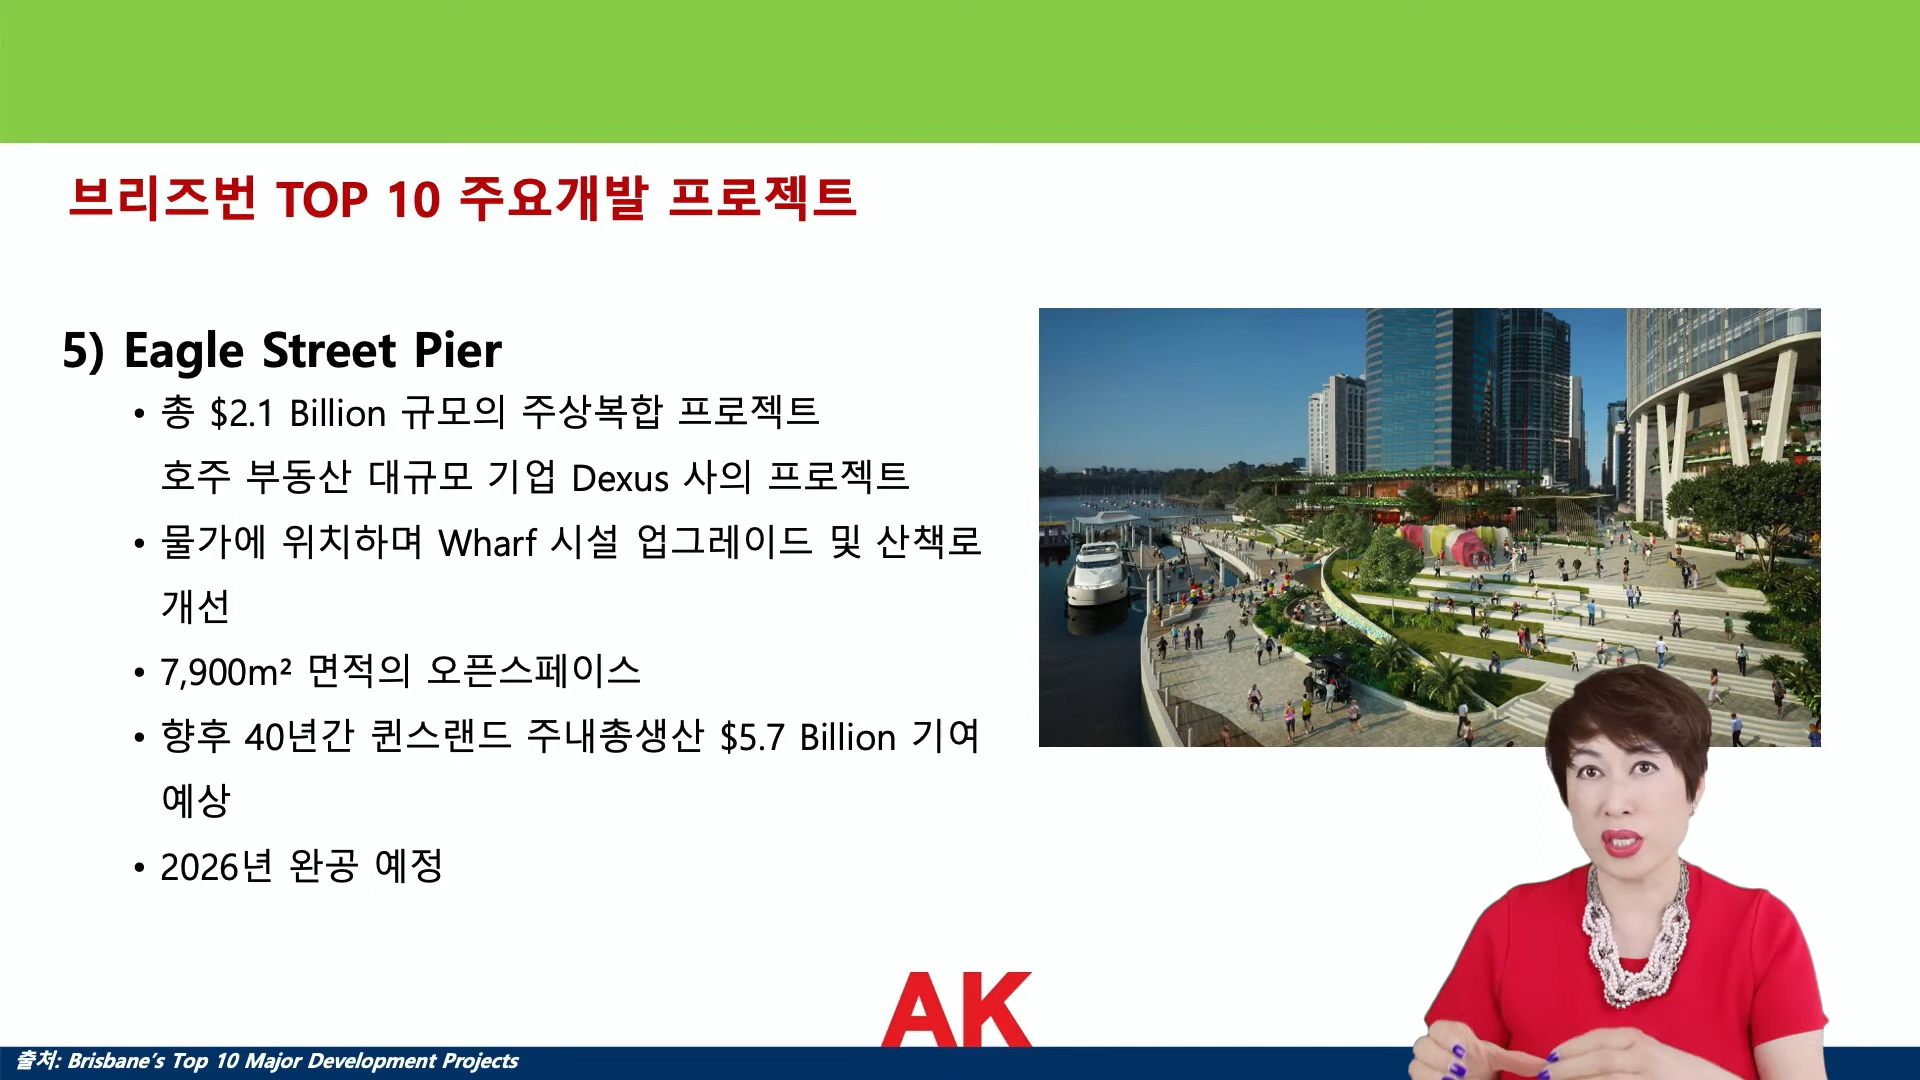 브리즈번 TOP 10 주요개발 프로젝트
5) Eagle Street Pier
• 총 $2.1 Billion 규모의 주상복합 프로젝트
호주 부동산 대규모 기업 Dexus 사의 프로젝트
• 물가에 위치하며 Wharf 시설 업그레이드 및 산책로
개선
• 7,900m² 면적의 오픈스페이스
• 향후 40년간 퀸스랜드 주내총생산 $5.7 Billion 기여
예상
• 2026년 완공 예정
AK
출처: Brisbane's Top 10 Major Development Projects